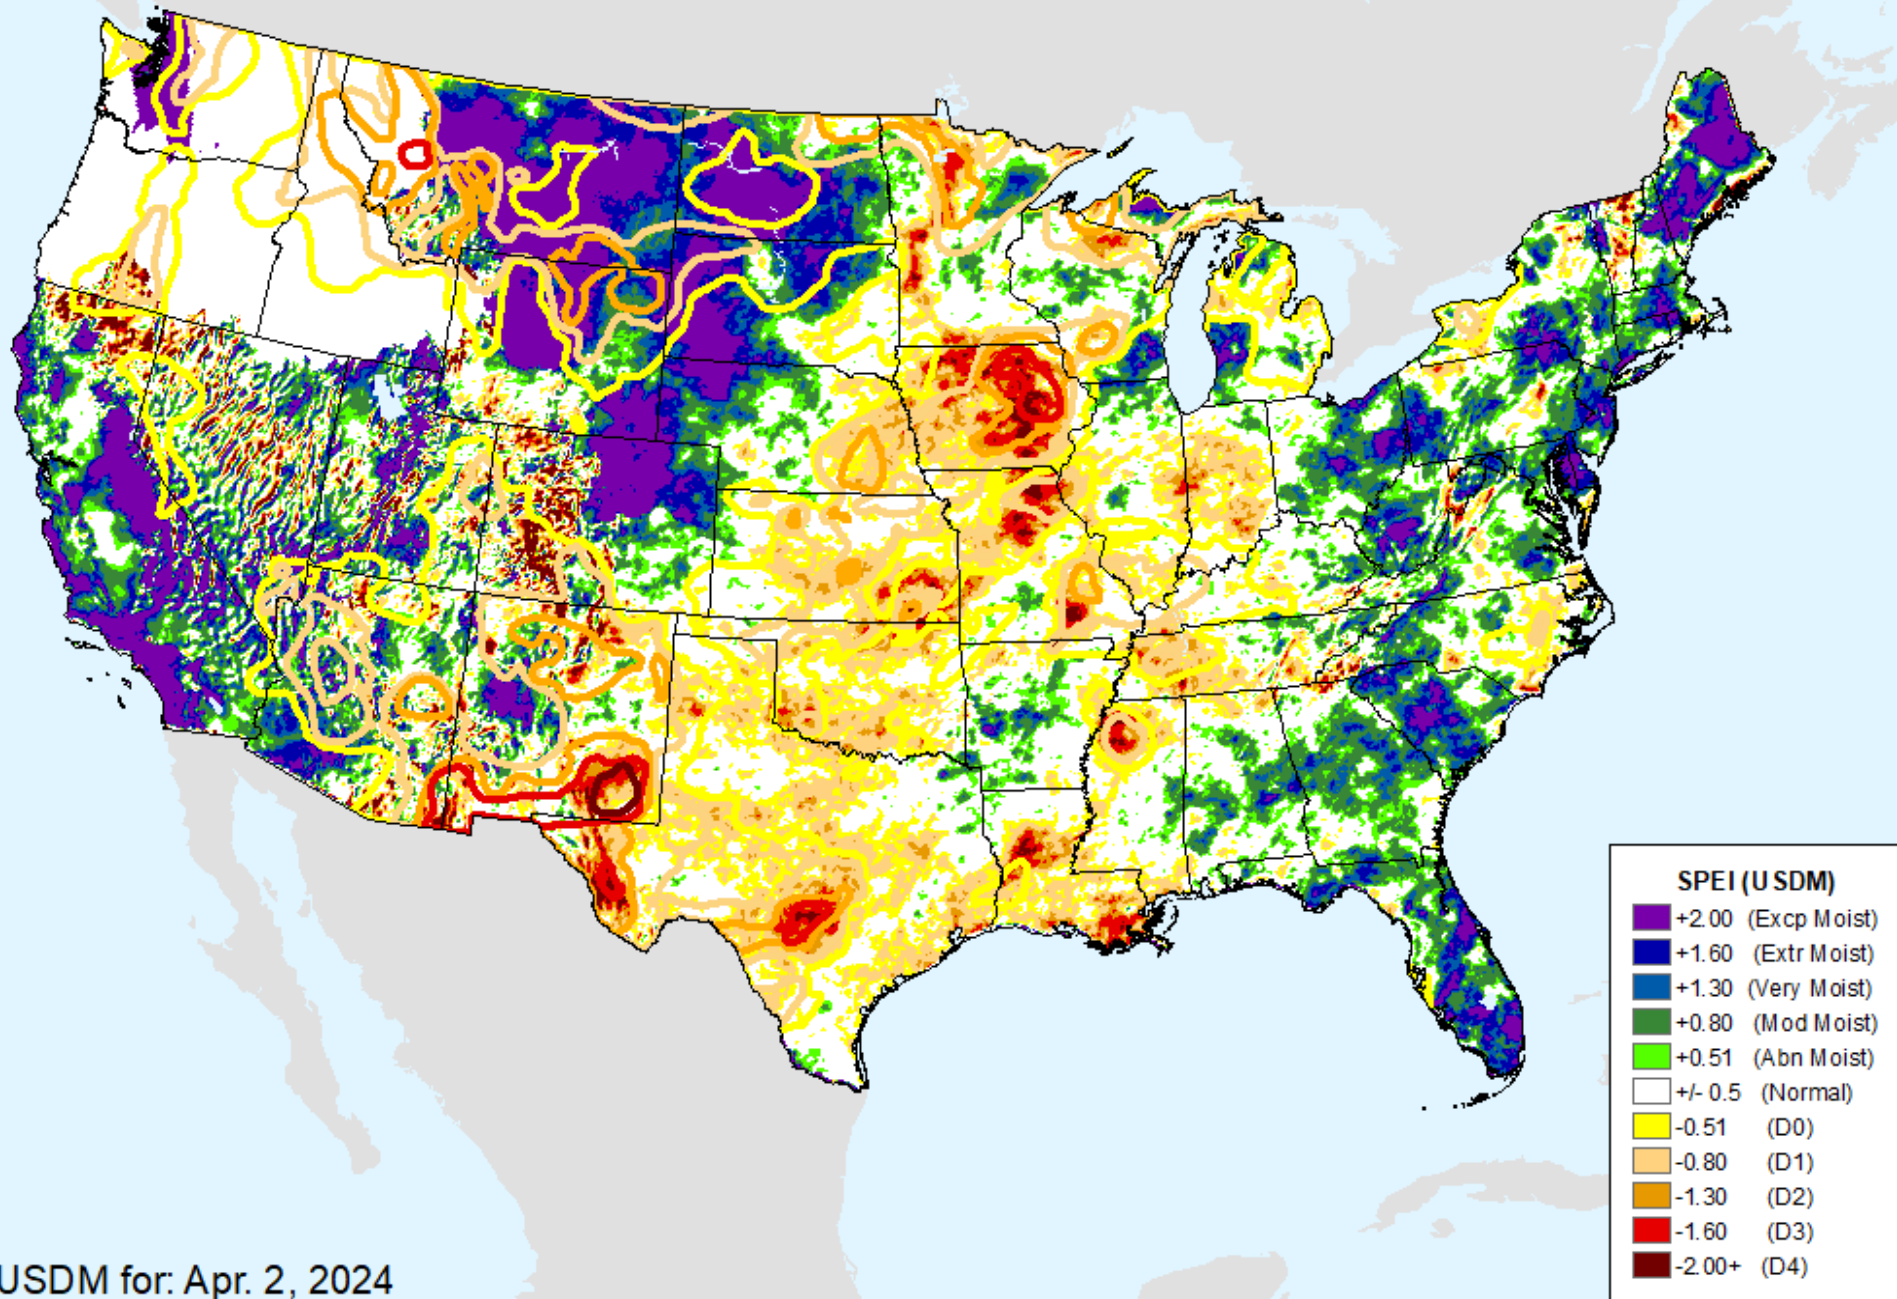 SPEI (USDM)
+2.00 (Excp Moist)
+1.60 (Extr Moist)
+1.30 (Very Moist)
+0.80 (Mod Moist)
+0.51 (Abn Moist)
+/- 0.5 (Normal)
-0.51 (D0)
-0.80 (D1)
-1.30 (D2)
-1.60 (D3)
-2.00+ (D4)
USDM for: Apr. 2, 2024